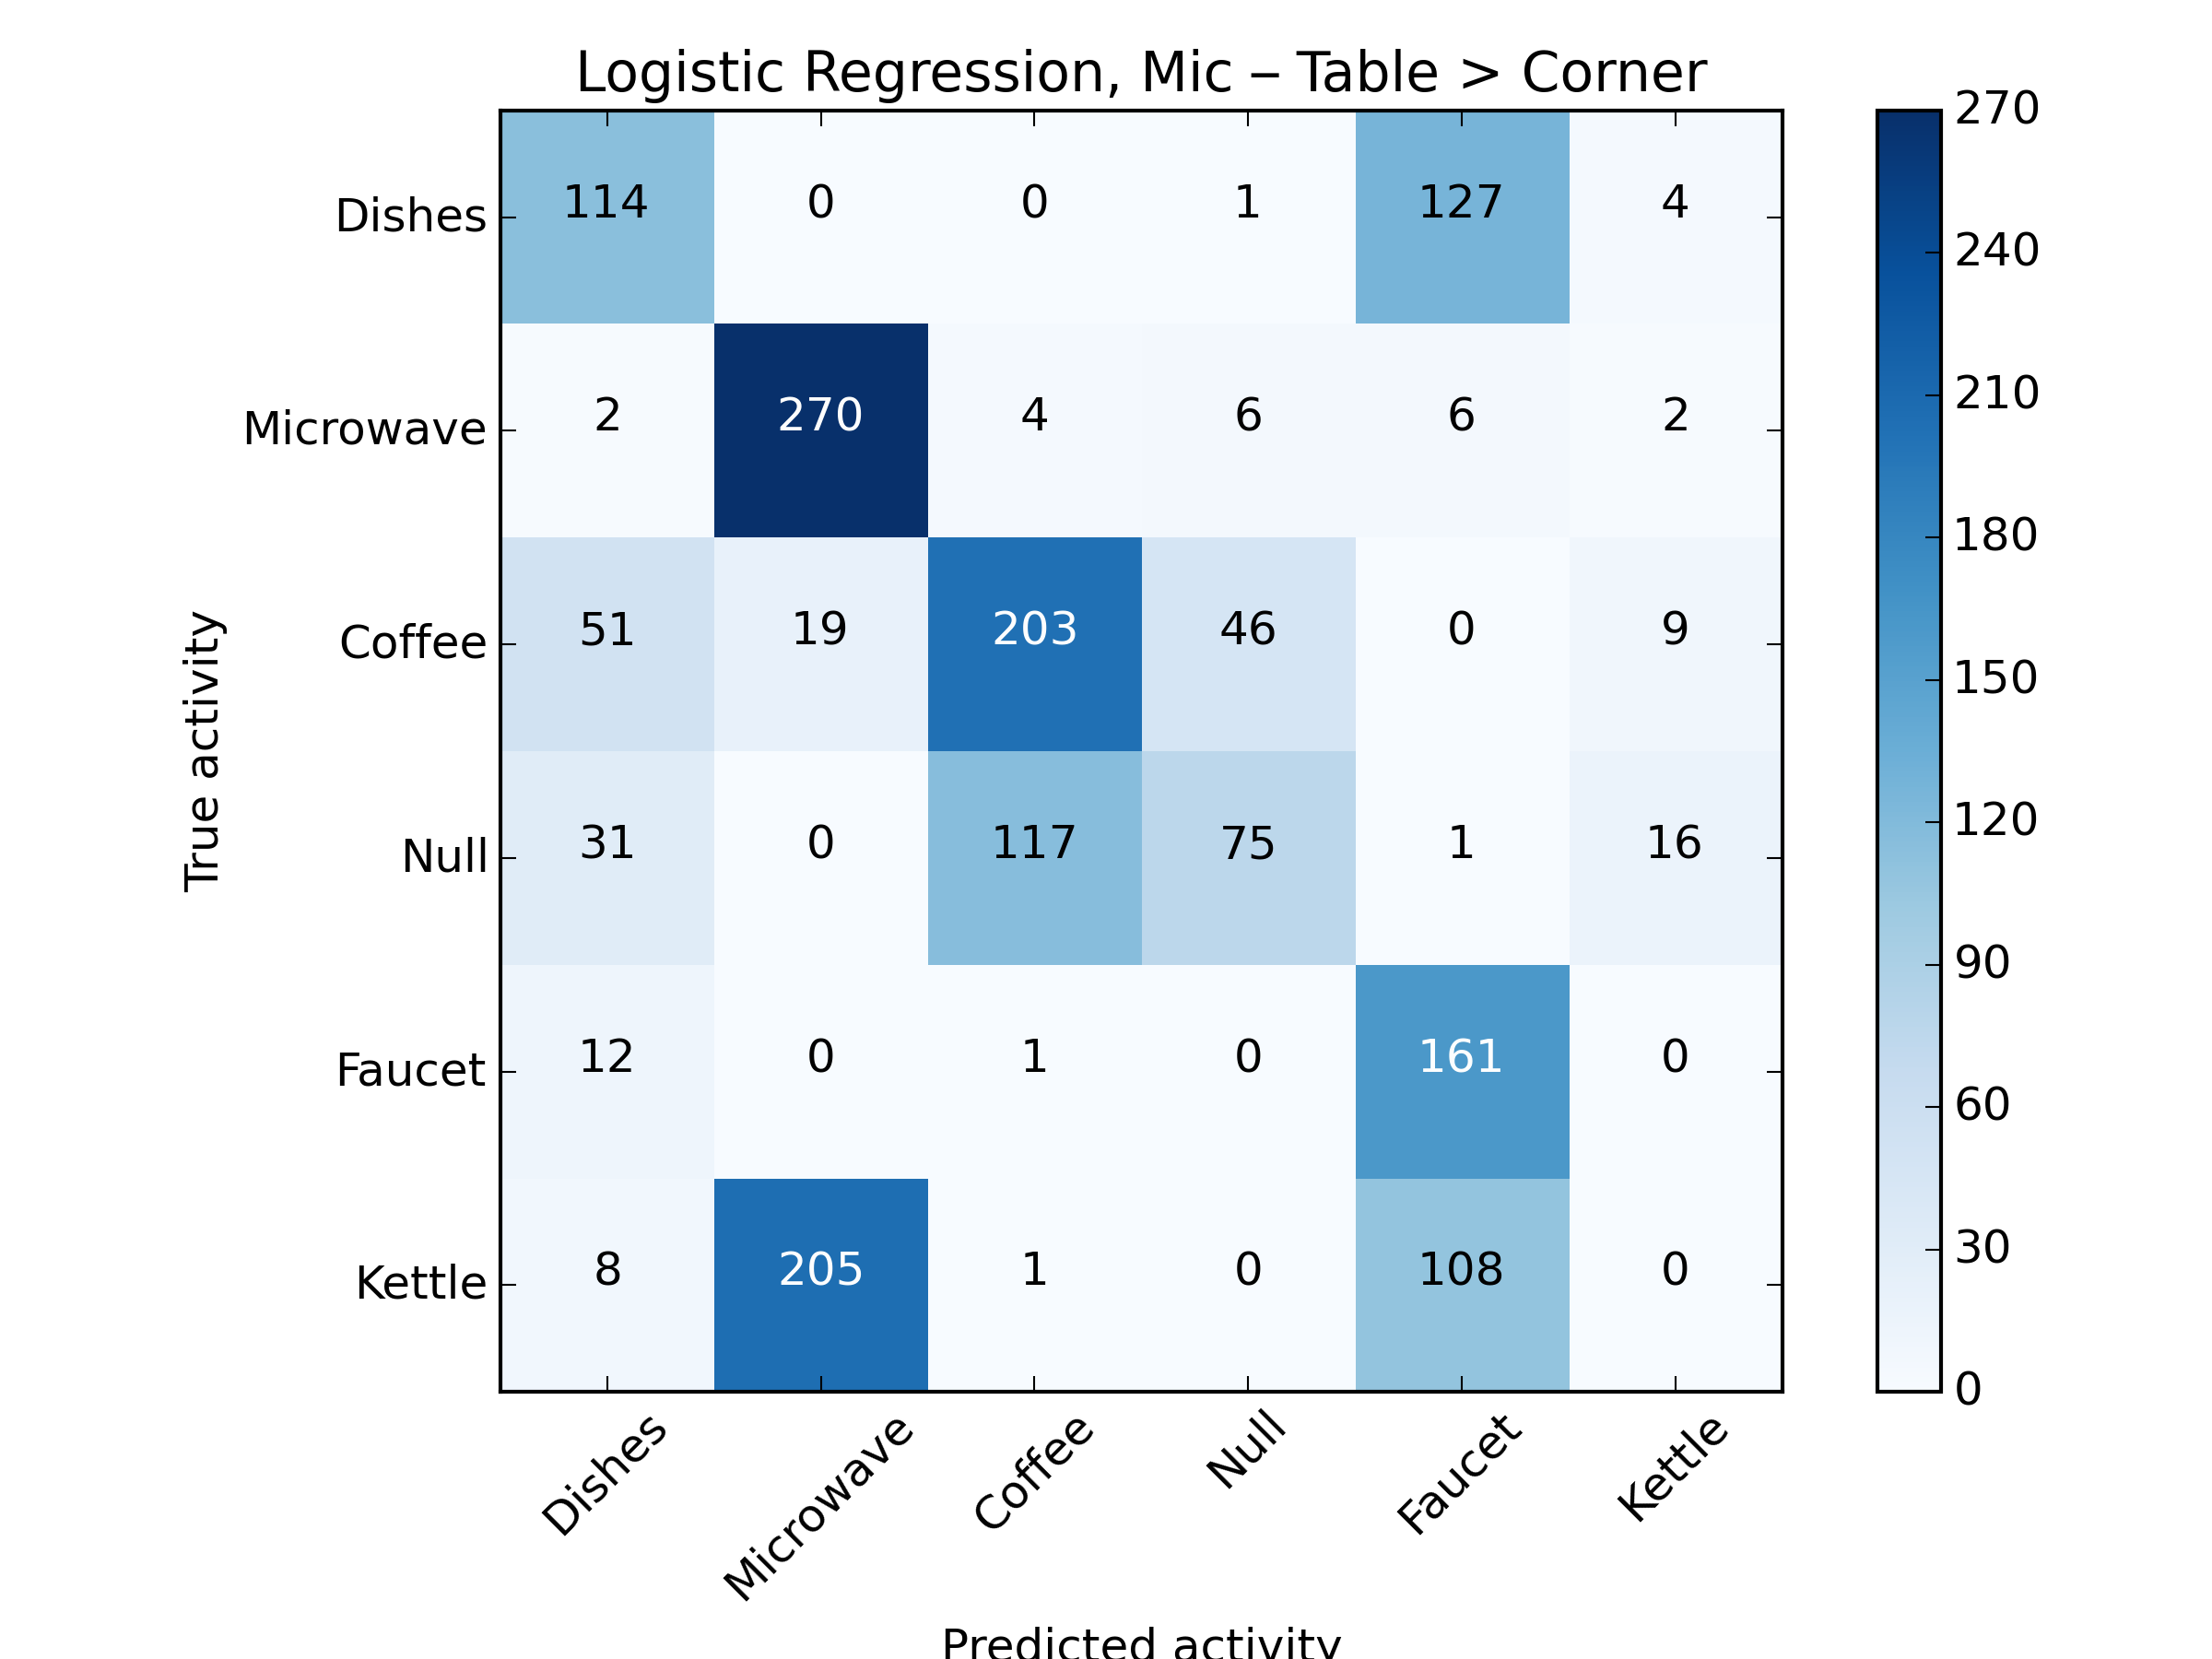 Logistic Regression, Mic – Table > Corner
270
Dishes 114 0 0 1 127 4
240
Microwave 2 270 4 6 6 2
210
180
Coffee 51 19 203 46 0 9
150
True activity
120
Null 31 0 117 75 1 16
90
Faucet 12 0 1 0 161 0
60
30
Kettle 8 205 1 0 108 0
0
Dishes Microwave Coffee Null Faucet Kettle
Predicted activity